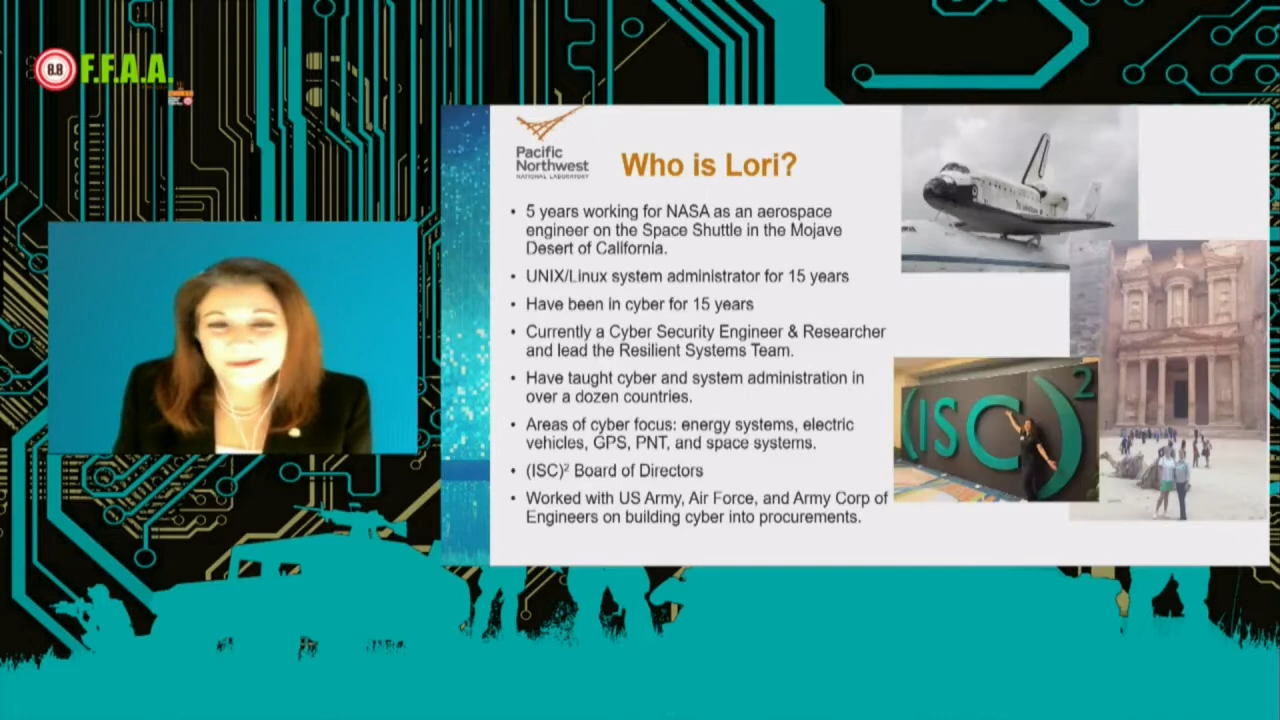 8.8 F.F.A.A.
Pacific
Northwest
NATIONAL LABORATORY
Who is Lori?
• 5 years working for NASA as an aerospace
engineer on the Space Shuttle in the Mojave
Desert of California.
• UNIX/Linux system administrator for 15 years
• Have been in cyber for 15 years
• Currently a Cyber Security Engineer & Researcher
and lead the Resilient Systems Team.
• Have taught cyber and system administration in
over a dozen countries.
• Areas of cyber focus: energy systems, electric
vehicles, GPS, PNT, and space systems.
• (ISC)² Board of Directors
• Worked with US Army, Air Force, and Army Corp of
Engineers on building cyber into procurements.
(ISC)²